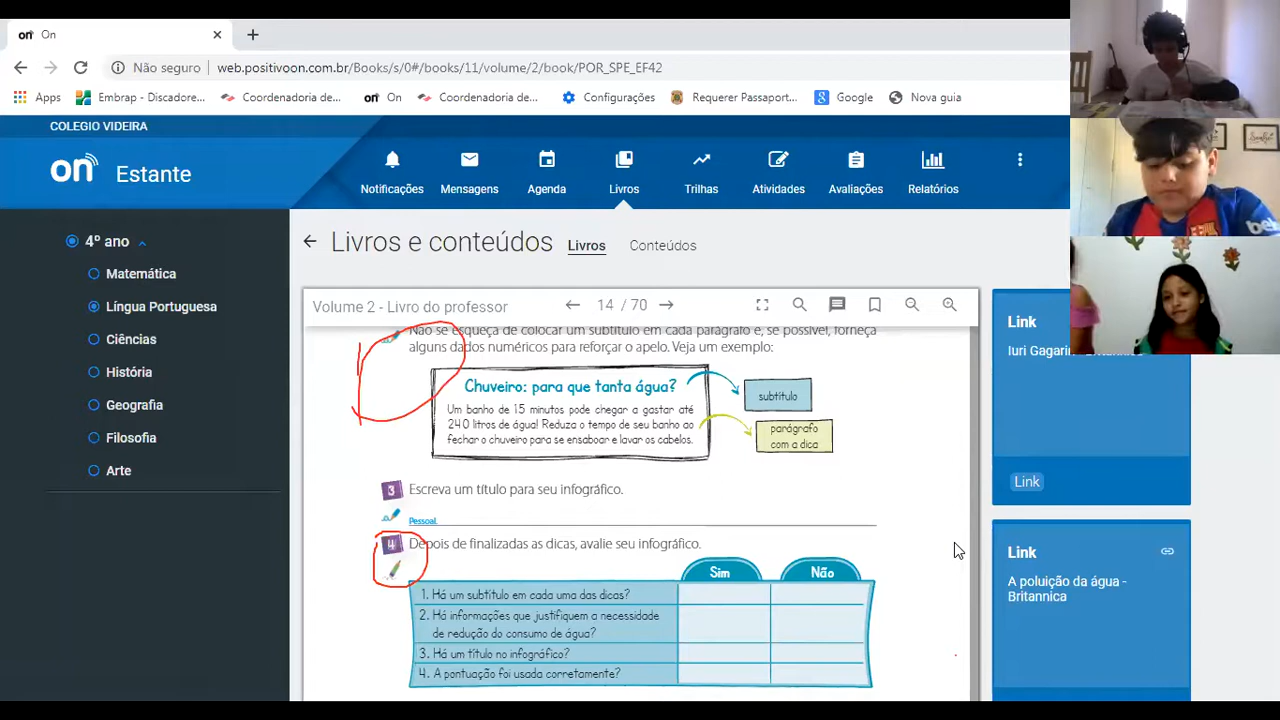 on On × +
Não seguro web.positivoon.com.br/Books/s/0#/books/11/volume/2/book/POR_SPE_EF42
Apps Embrap - Discadore... Coordenadoria de... On Coordenadoria de... Configurações Requerer Passaport... Google Nova guia
COLEGIO VIDEIRA
on Estante
Notificações Mensagens Agenda Livros Trilhas Atividades Avaliações Relatórios
4º ano
Matemática
Língua Portuguesa
Ciências
História
Geografia
Filosofia
Arte
Livros e conteúdos Livros Conteúdos
Volume 2 - Livro do professor 14 / 70
Não se esqueça de colocar um subtítulo em cada parágrafo e, se possível, forneça
alguns dados numéricos para reforçar o apelo. Veja um exemplo:
Chuveiro: para que tanta água?
Um banho de 15 minutos pode chegar a gastar até
240 litros de água! Reduza o tempo de seu banho ao
fechar o chuveiro para se ensaboar e lavar os cabelos.
subtítulo
parágrafo
com a dica
3 Escreva um título para seu infográfico.
Pessoal.
4 Depois de finalizadas as dicas, avalie seu infográfico.
Sim Não
1. Há um subtítulo em cada uma das dicas?
2. Há informações que justifiquem a necessidade
de redução do consumo de água?
3. Há um título no infográfico?
4. A pontuação foi usada corretamente?
Link
Iuri Gagarin
Link
Link
A poluição da água -
Britannica